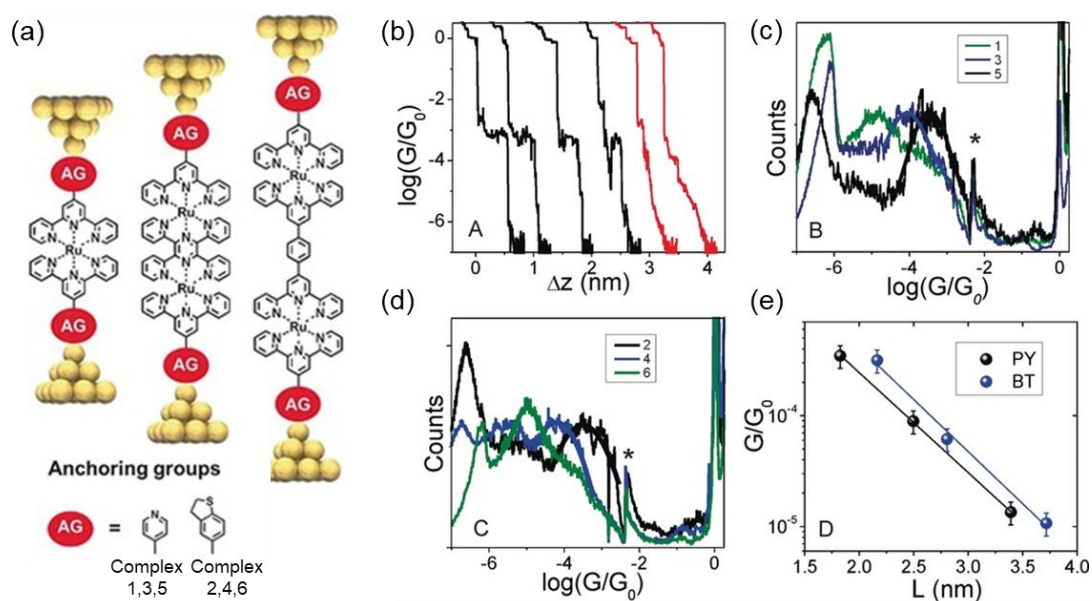 (a)
AG
AG
AG
N
N
N
Ru
N
N
N
N
N
N
Ru
N
N
N
N
Ru
N
N
N
N
N
N
Ru
N
N
N
N
N
N
Ru
N
N
N
AG
AG
AG
Anchoring groups
AG = N S
Complex Complex
1,3,5 2,4,6
(b)
0
-2
-4
-6
log(G/G₀)
A
0 1 2 3 4
Δz (nm)
(c)
Counts
1
3
5
*
B
-6 -4 -2 0
log(G/G₀)
(d)
Counts
2
4
6
*
C
-6 -4 -2 0
log(G/G₀)
(e)
G/G₀
10⁻⁴
10⁻⁵
PY
BT
D
1.5 2.0 2.5 3.0 3.5 4.0
L (nm)